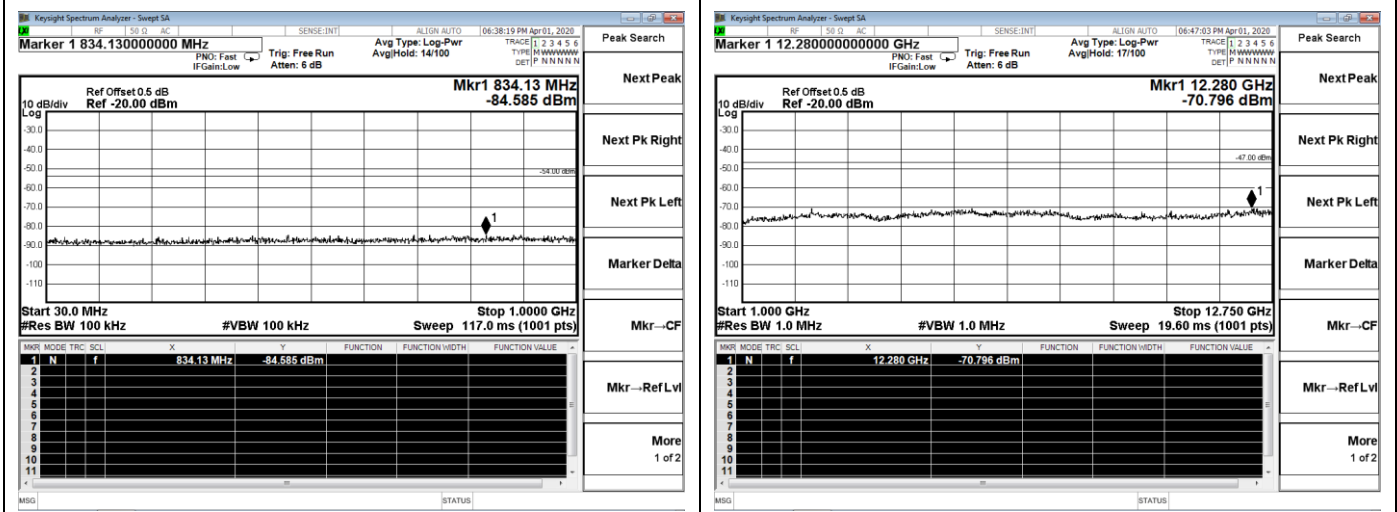 Keysight Spectrum Analyzer - Swept SA
RF 50 Ω AC SENSE:INT ALIGN AUTO 06:38:19 PM Apr 01, 2020
Marker 1 834.130000000 MHz
PNO: Fast
IFGain:Low
Trig: Free Run
Atten: 6 dB
Avg Type: Log-Pwr
Avg|Hold: 14/100
TRACE 1 2 3 4 5 6
TYPE M WWWWW
DET P N N N N N
Ref Offset 0.5 dB
10 dB/div Ref -20.00 dBm
Log
Mkr1 834.13 MHz
-84.585 dBm
-30.0
-40.0
-50.0
-54.00 dBm
-60.0
-70.0
1
-80.0
-90.0
-100
-110
Start 30.0 MHz Stop 1.0000 GHz
#Res BW 100 kHz #VBW 100 kHz Sweep 117.0 ms (1001 pts)
MKR MODE TRC SCL X Y FUNCTION FUNCTION WIDTH FUNCTION VALUE
1 N f 834.13 MHz -84.585 dBm
2
3
4
5
6
7
8
9
10
11
MSG STATUS
Peak Search
Next Peak
Next Pk Right
Next Pk Left
Marker Delta
Mkr→CF
Mkr→Ref Lvl
More
1 of 2
Keysight Spectrum Analyzer - Swept SA
RF 50 Ω AC SENSE:INT ALIGN AUTO 06:47:03 PM Apr 01, 2020
Marker 1 12.280000000000 GHz
PNO: Fast
IFGain:Low
Trig: Free Run
Atten: 6 dB
Avg Type: Log-Pwr
Avg|Hold: 17/100
TRACE 1 2 3 4 5 6
TYPE M WWWWW
DET P N N N N N
Ref Offset 0.5 dB
10 dB/div Ref -20.00 dBm
Log
Mkr1 12.280 GHz
-70.796 dBm
-30.0
-40.0
-47.00 dBm
-50.0
-60.0
1
-70.0
-80.0
-90.0
-100
-110
Start 1.000 GHz Stop 12.750 GHz
#Res BW 1.0 MHz #VBW 1.0 MHz Sweep 19.60 ms (1001 pts)
MKR MODE TRC SCL X Y FUNCTION FUNCTION WIDTH FUNCTION VALUE
1 N f 12.280 GHz -70.796 dBm
2
3
4
5
6
7
8
9
10
11
MSG STATUS
Peak Search
Next Peak
Next Pk Right
Next Pk Left
Marker Delta
Mkr→CF
Mkr→Ref Lvl
More
1 of 2